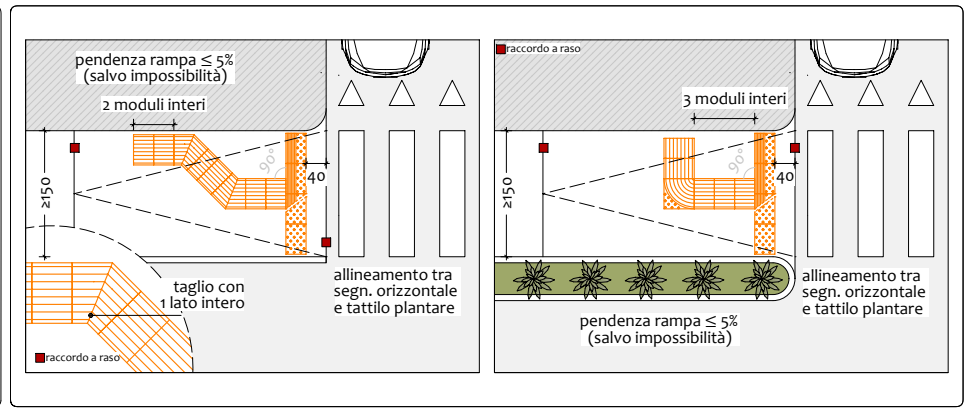 pendenza rampa ≤ 5%
(salvo impossibilità)
2 moduli interi
90°
40
≥150
taglio con
1 lato intero
raccordo a raso
allineamento tra
segn. orizzontale
e tattilo plantare
raccordo a raso
3 moduli interi
90°
40
≥150
allineamento tra
segn. orizzontale
e tattilo plantare
pendenza rampa ≤ 5%
(salvo impossibilità)